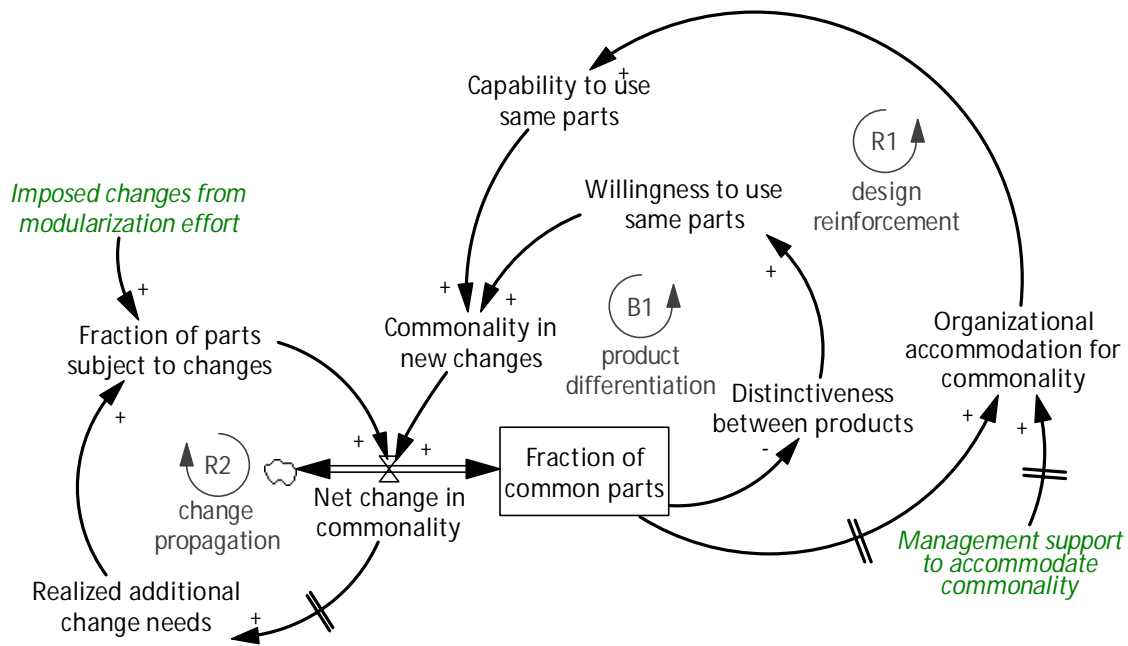 Capability to use
same parts
+
R1
design
reinforcement
Willingness to use
same parts
+
Imposed changes from
modularization effort
+
Fraction of parts
subject to changes
+
+
+
Commonality in
new changes
B1
product
differentiation
Organizational
accommodation for
commonality
+
+
Distinctiveness
between products
-
R2
change
propagation
+
+
Net change in
commonality
Fraction of
common parts
Management support
to accommodate
commonality
Realized additional
change needs
+